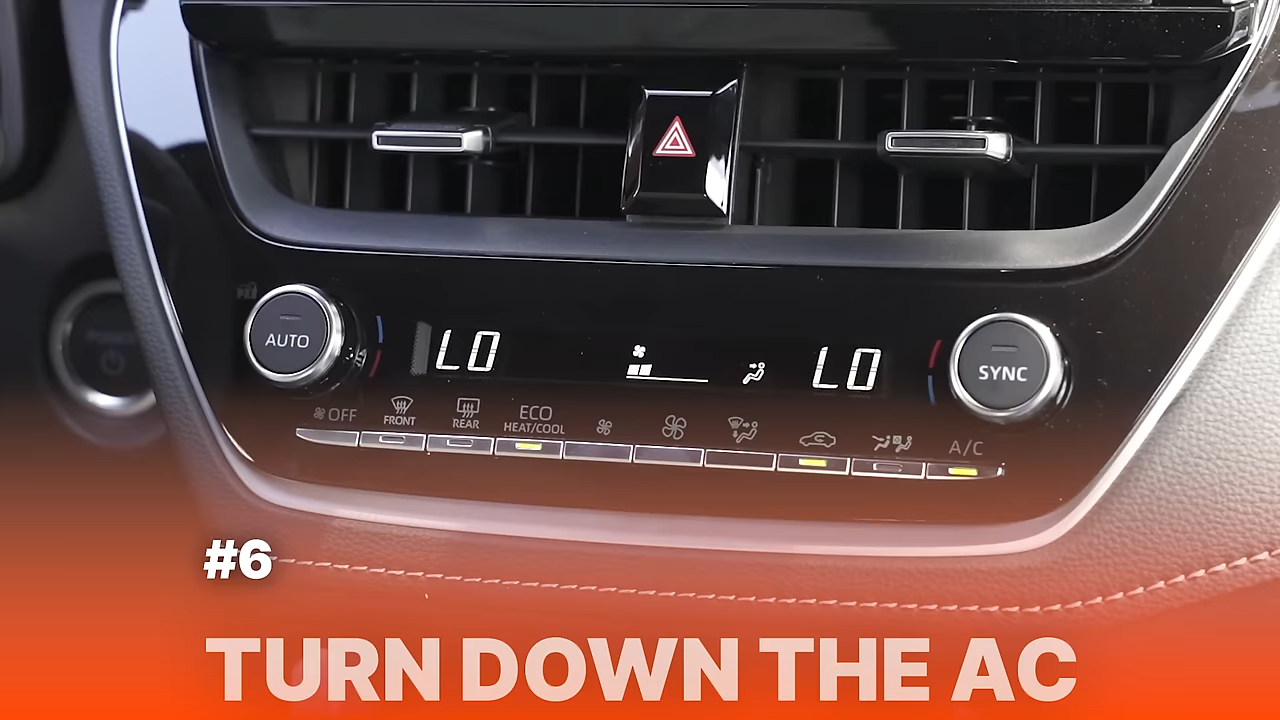 AUTO
LO
LO
SYNC
OFF
FRONT
REAR
ECO
HEAT/COOL
A/C
#6
TURN DOWN THE AC